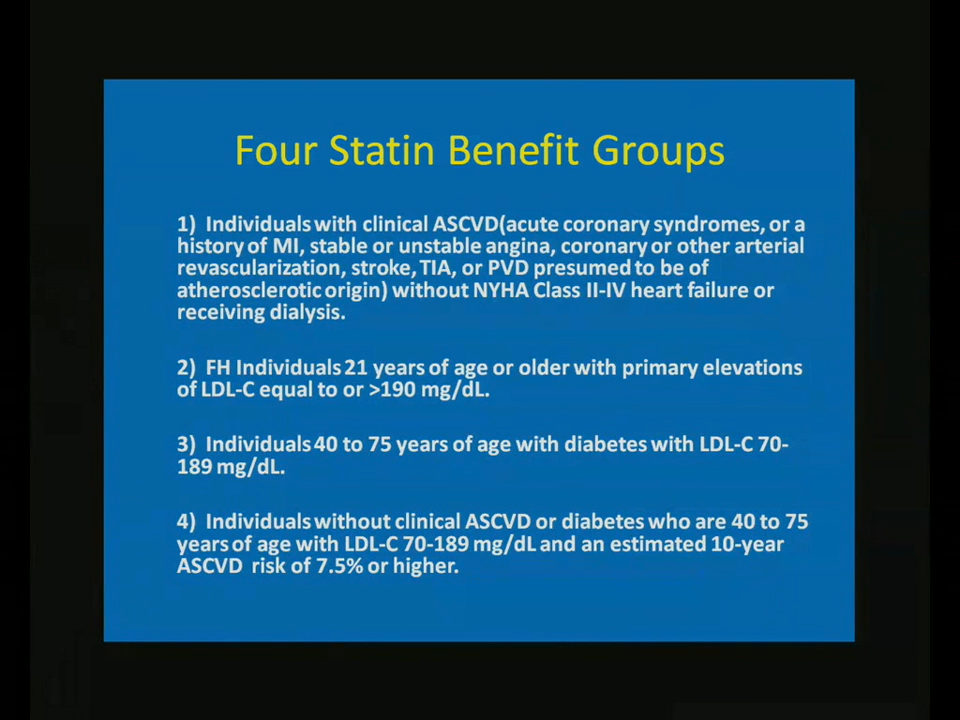 Four Statin Benefit Groups
1) Individuals with clinical ASCVD(acute coronary syndromes, or a
history of MI, stable or unstable angina, coronary or other arterial
revascularization, stroke, TIA, or PVD presumed to be of
atherosclerotic origin) without NYHA Class II-IV heart failure or
receiving dialysis.
2) FH Individuals 21 years of age or older with primary elevations
of LDL-C equal to or >190 mg/dL.
3) Individuals 40 to 75 years of age with diabetes with LDL-C 70-
189 mg/dL.
4) Individuals without clinical ASCVD or diabetes who are 40 to 75
years of age with LDL-C 70-189 mg/dL and an estimated 10-year
ASCVD risk of 7.5% or higher.